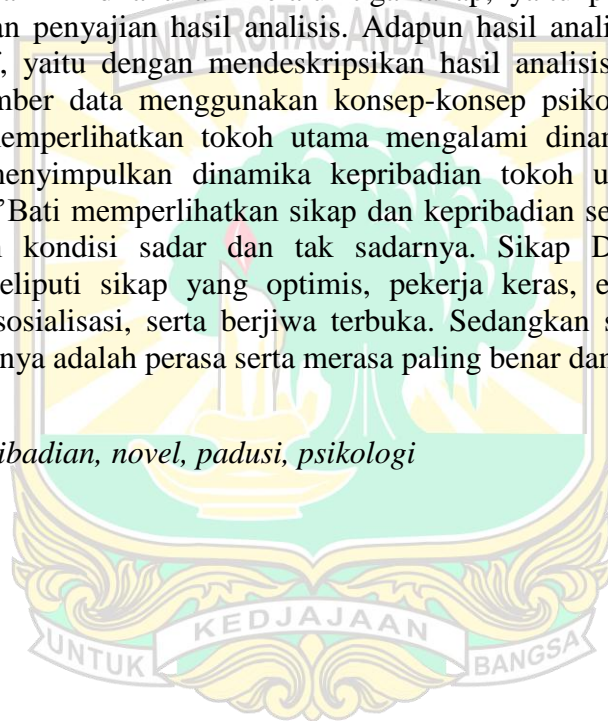 an penyajian hasil analisis. Adapun hasil anali
UNIVERSITAS ANDALAS
, yaitu dengan mendeskripsikan hasil analisis
mber data menggunakan konsep-konsep psiko
emperlihatkan tokoh utama mengalami dinar
nenyimpulkan dinamika kepribadian tokoh u
'Bati memperlihatkan sikap dan kepribadian se
kondisi sadar dan tak sadarnya. Sikap D
eliputi sikap yang optimis, pekerja keras, e
sosialisasi, serta berjiwa terbuka. Sedangkan s
nya adalah perasa serta merasa paling benar dan
ibadian, novel, padusi, psikologi
KEDJAJAAN
UNTUK BANGSA